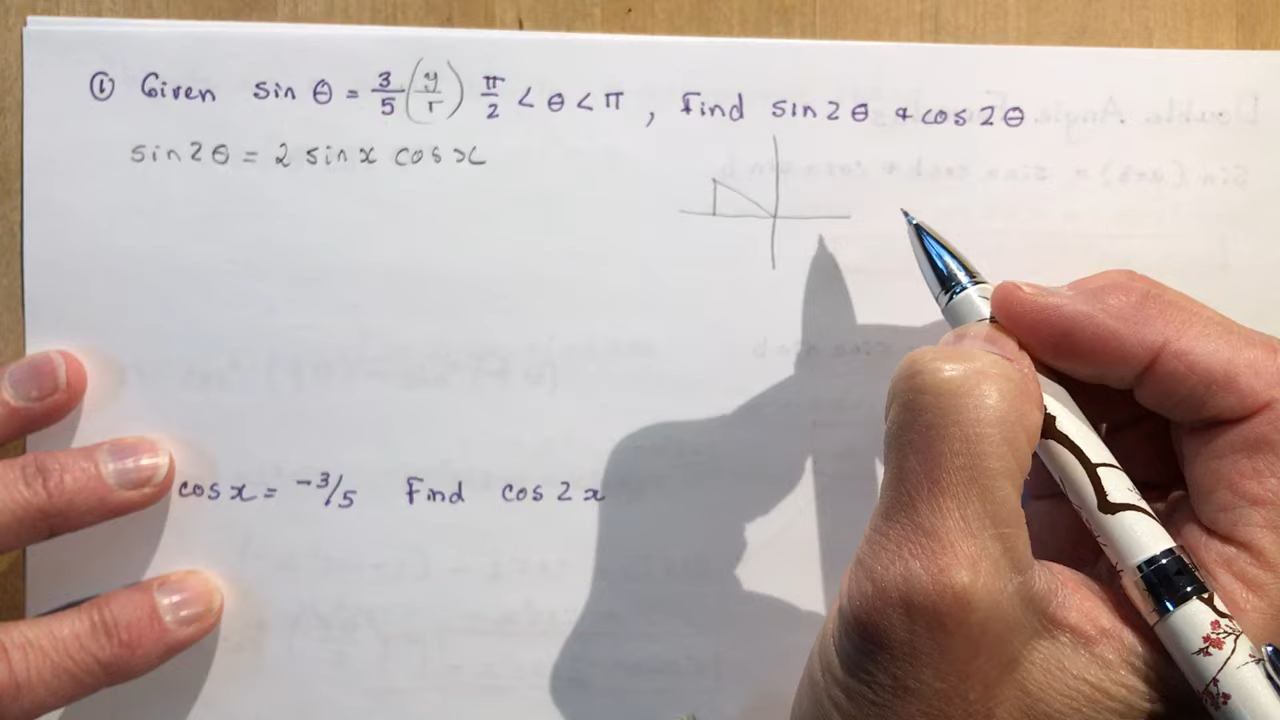 ① Given sin θ = 3/5 (y/r) π/2 < θ < π , Find sin 2θ & cos 2θ
sin 2θ = 2 sin x cos x
cos x = -3/5 Find cos 2x